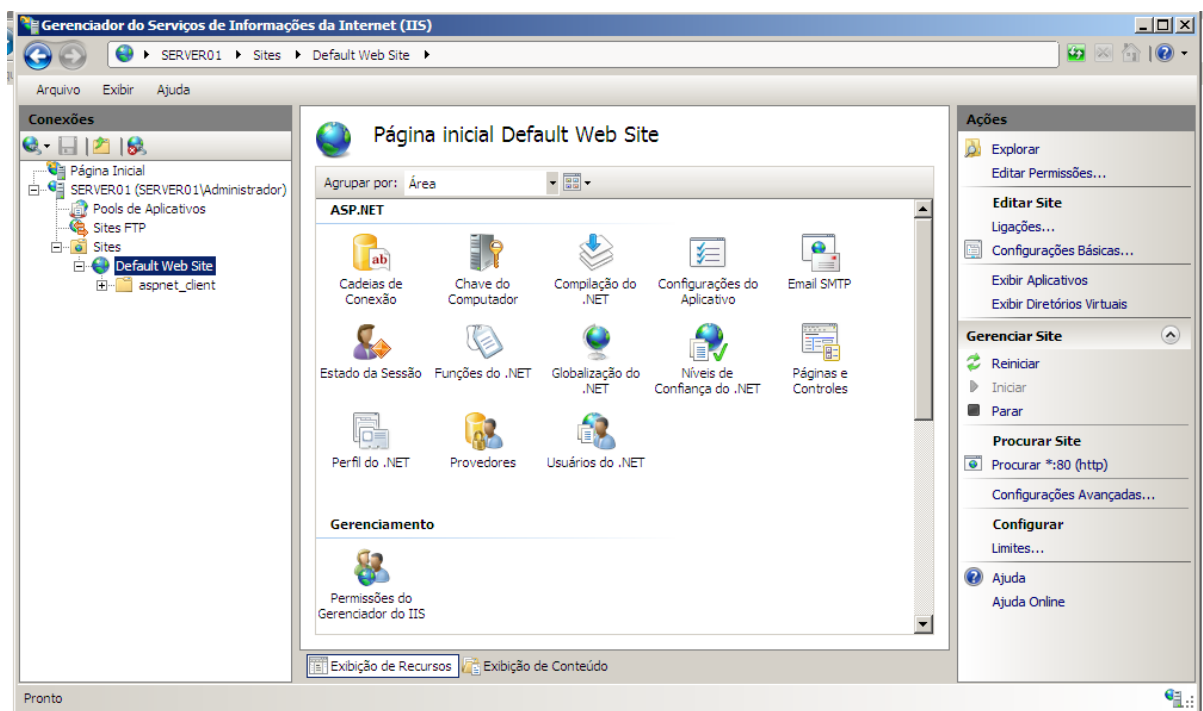 Gerenciador do Serviços de Informações da Internet (IIS)
SERVER01 Sites Default Web Site
Arquivo Exibir Ajuda
Conexões
Página Inicial
SERVER01 (SERVER01\Administrador)
Pools de Aplicativos
Sites FTP
Sites
Default Web Site
aspnet_client
Página inicial Default Web Site
Agrupar por: Área
ASP.NET
Cadeias de
Conexão
Chave do
Computador
Compilação do
.NET
Configurações do
Aplicativo
Email SMTP
Estado da Sessão
Funções do .NET
Globalização do
.NET
Níveis de
Confiança do .NET
Páginas e
Controles
Perfil do .NET
Provedores
Usuários do .NET
Gerenciamento
Permissões do
Gerenciador do IIS
Exibição de Recursos
Exibição de Conteúdo
Ações
Explorar
Editar Permissões...
Editar Site
Ligações...
Configurações Básicas...
Exibir Aplicativos
Exibir Diretórios Virtuais
Gerenciar Site
Reiniciar
Iniciar
Parar
Procurar Site
Procurar *:80 (http)
Configurações Avançadas...
Configurar
Limites...
Ajuda
Ajuda Online
Pronto